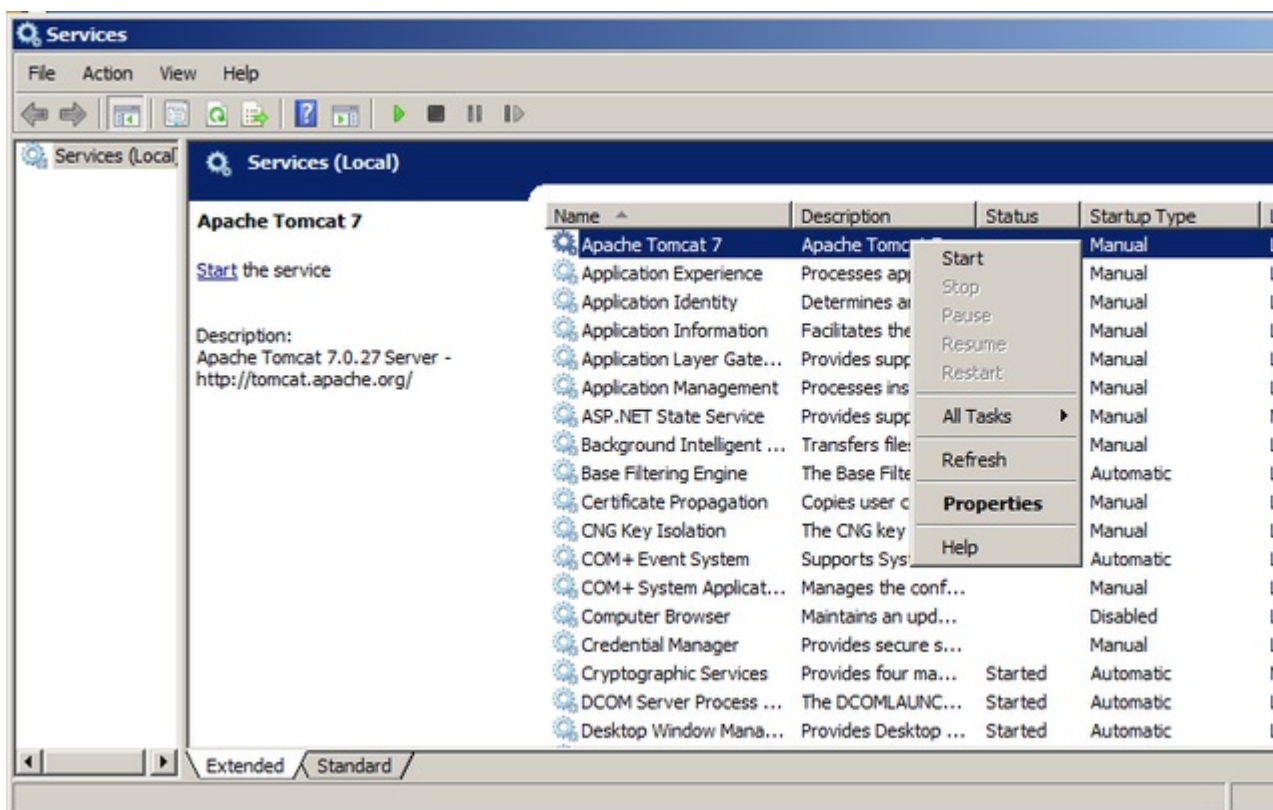 Services
File Action View Help
Services (Local
Services (Local)
Apache Tomcat 7
Start the service
Description:
Apache Tomcat 7.0.27 Server -
http://tomcat.apache.org/
Name Description Status Startup Type
Apache Tomcat 7 Apache Manual
Application Experience Processes Manual
Application Identity Determines Manual
Application Information Facilitates the Manual
Application Layer Gate... Provides Manual
Application Management Processes Manual
ASP.NET State Service Provides Manual
Background Intelligent ... Transfers Manual
Base Filtering Engine The Base Automatic
Certificate Propagation Copies user Manual
CNG Key Isolation The CNG key Manual
COM+ Event System Supports Automatic
COM+ System Applicat... Manages the conf... Manual
Computer Browser Maintains an upd... Disabled
Credential Manager Provides secure s... Manual
Cryptographic Services Provides four ma... Started Automatic
DCOM Server Process ... The DCOMLAUNC... Started Automatic
Desktop Window Mana... Provides Desktop ... Started Automatic
Start
Stop
Pause
Resume
Restart
All Tasks
Refresh
Properties
Help
Extended Standard